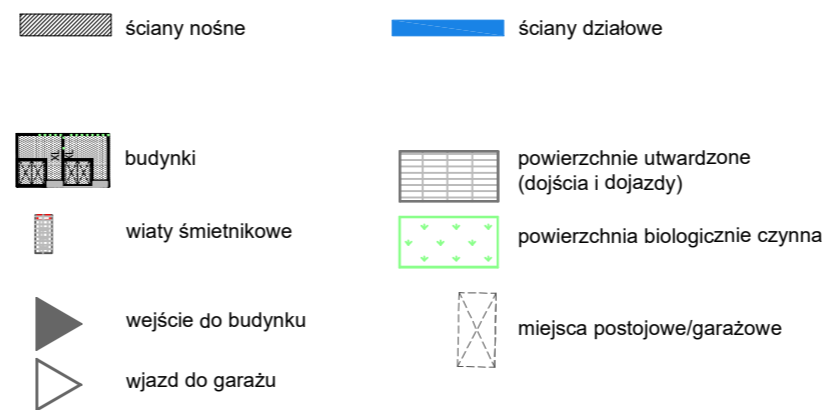 ściany nośne
ściany działowe
budynki
powierzchnie utwardzone
(dojścia i dojazdy)
wiaty śmietnikowe
powierzchnia biologicznie czynna
wejście do budynku
miejsca postojowe/garażowe
wjazd do garażu